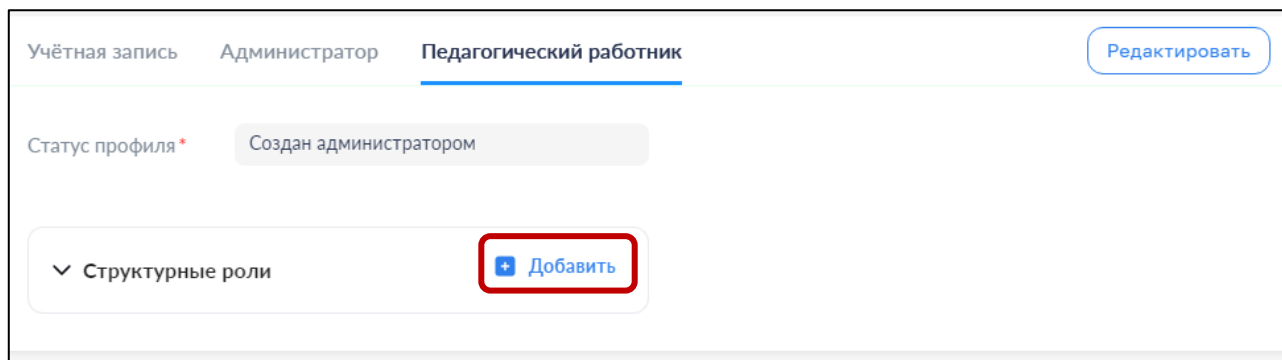 Учётная запись Администратор Педагогический работник Редактировать
Статус профиля* Создан администратором
Структурные роли Добавить